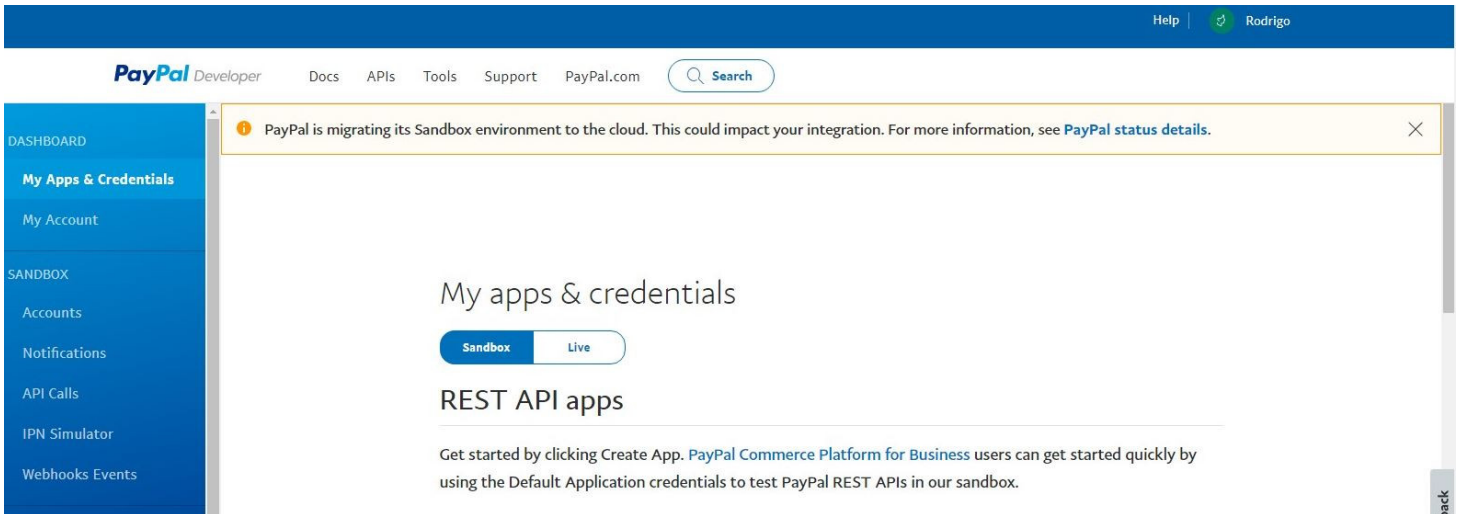 Help
Rodrigo
PayPal Developer
Docs
APIs
Tools
Support
PayPal.com
Search
PayPal is migrating its Sandbox environment to the cloud. This could impact your integration. For more information, see PayPal status details.
DASHBOARD
My Apps & Credentials
My Account
SANDBOX
Accounts
Notifications
API Calls
IPN Simulator
Webhooks Events
My apps & credentials
Sandbox
Live
REST API apps
Get started by clicking Create App. PayPal Commerce Platform for Business users can get started quickly by
using the Default Application credentials to test PayPal REST APIs in our sandbox.